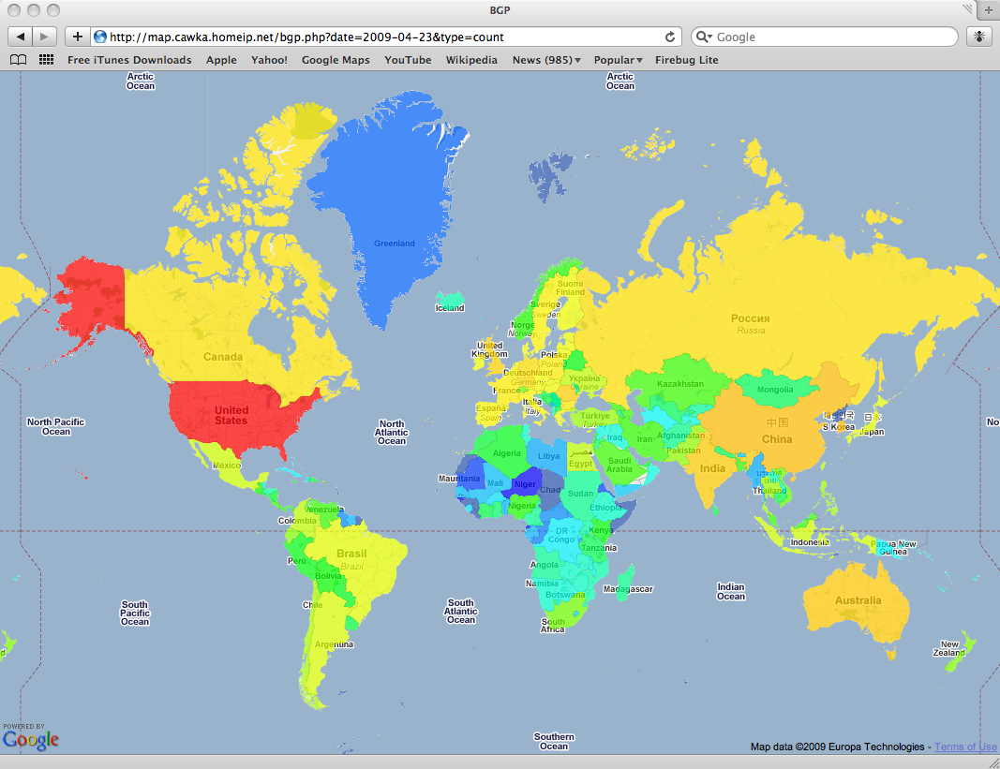 BGP
http://map.cawka.homeip.net/bgp.php?date=2009-04-23&type=count
Google
Free iTunes Downloads Apple Yahoo! Google Maps YouTube Wikipedia News (985) Popular Firebug Lite
Arctic
Ocean
Arctic
Ocean
Greenland
Iceland
Suomi
Finland
Sverige
Sweden
Norge
Norway
Россия
Russia
Canada
United
Kingdom
Polska
Poland
Deutschland
Germany
Україна
Ukraine
France
Italia
Italy
España
Spain
Kazakhstan
Mongolia
United
States
North Pacific
Ocean
North
Atlantic
Ocean
Türkiye
Turkey
中国
China
S Korea
日本
Japan
No
Iraq
Iran
Afghanistan
Pakistan
Algeria
Libya
Egypt
Saudi
Arabia
India
México
Mauritania
Mali
Niger
Chad
Sudan
Thailand
Nigeria
Ethiopia
Venezuela
Colombia
DR
Congo
Kenya
Tanzania
Indonesia
Papua New
Guinea
Brasil
Brazil
Peru
Bolivia
Angola
Namibia
Botswana
Madagascar
Indian
Ocean
Australia
South
Pacific
Ocean
Chile
South
Atlantic
Ocean
South
Africa
Argentina
New
Zealand
d
POWERED BY
Google
Southern
Ocean
Map data ©2009 Europa Technologies - Terms of Use